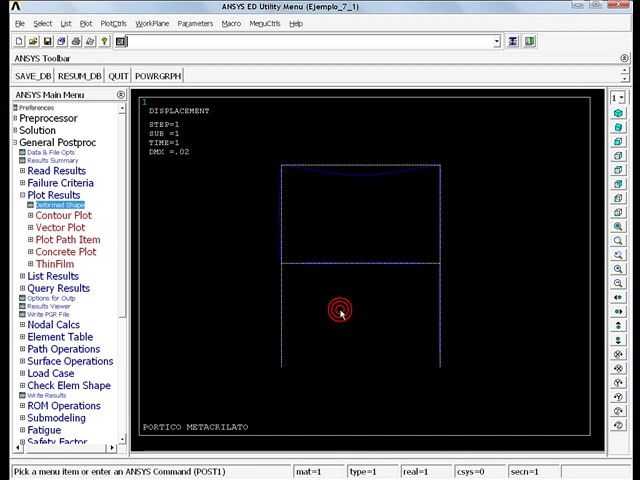 ANSYS ED Utility Menu (Ejemplo_7_1)
File Select List Plot PlotCtrls WorkPlane Parameters Macro MenuCtrls Help
ANSYS Toolbar
SAVE_DB RESUM_DB QUIT POWRGRPH
ANSYS Main Menu
Preferences
Preprocessor
Solution
General Postproc
Data & File Opts
Results Summary
Read Results
Failure Criteria
Plot Results
Deformed Shape
Contour Plot
Vector Plot
Plot Path Item
Concrete Plot
ThinFilm
List Results
Query Results
Options for Outp
Results Viewer
Write PGR File
Nodal Calcs
Element Table
Path Operations
Surface Operations
Load Case
Check Elem Shape
Write Results
ROM Operations
Submodeling
Fatigue
Safety Factor
1
DISPLACEMENT
STEP=1
SUB =1
TIME=1
DMX =.02
PORTICO METACRILATO
1
Pick a menu item or enter an ANSYS Command (POST1) mat=1 type=1 real=1 csys=0 secn=1